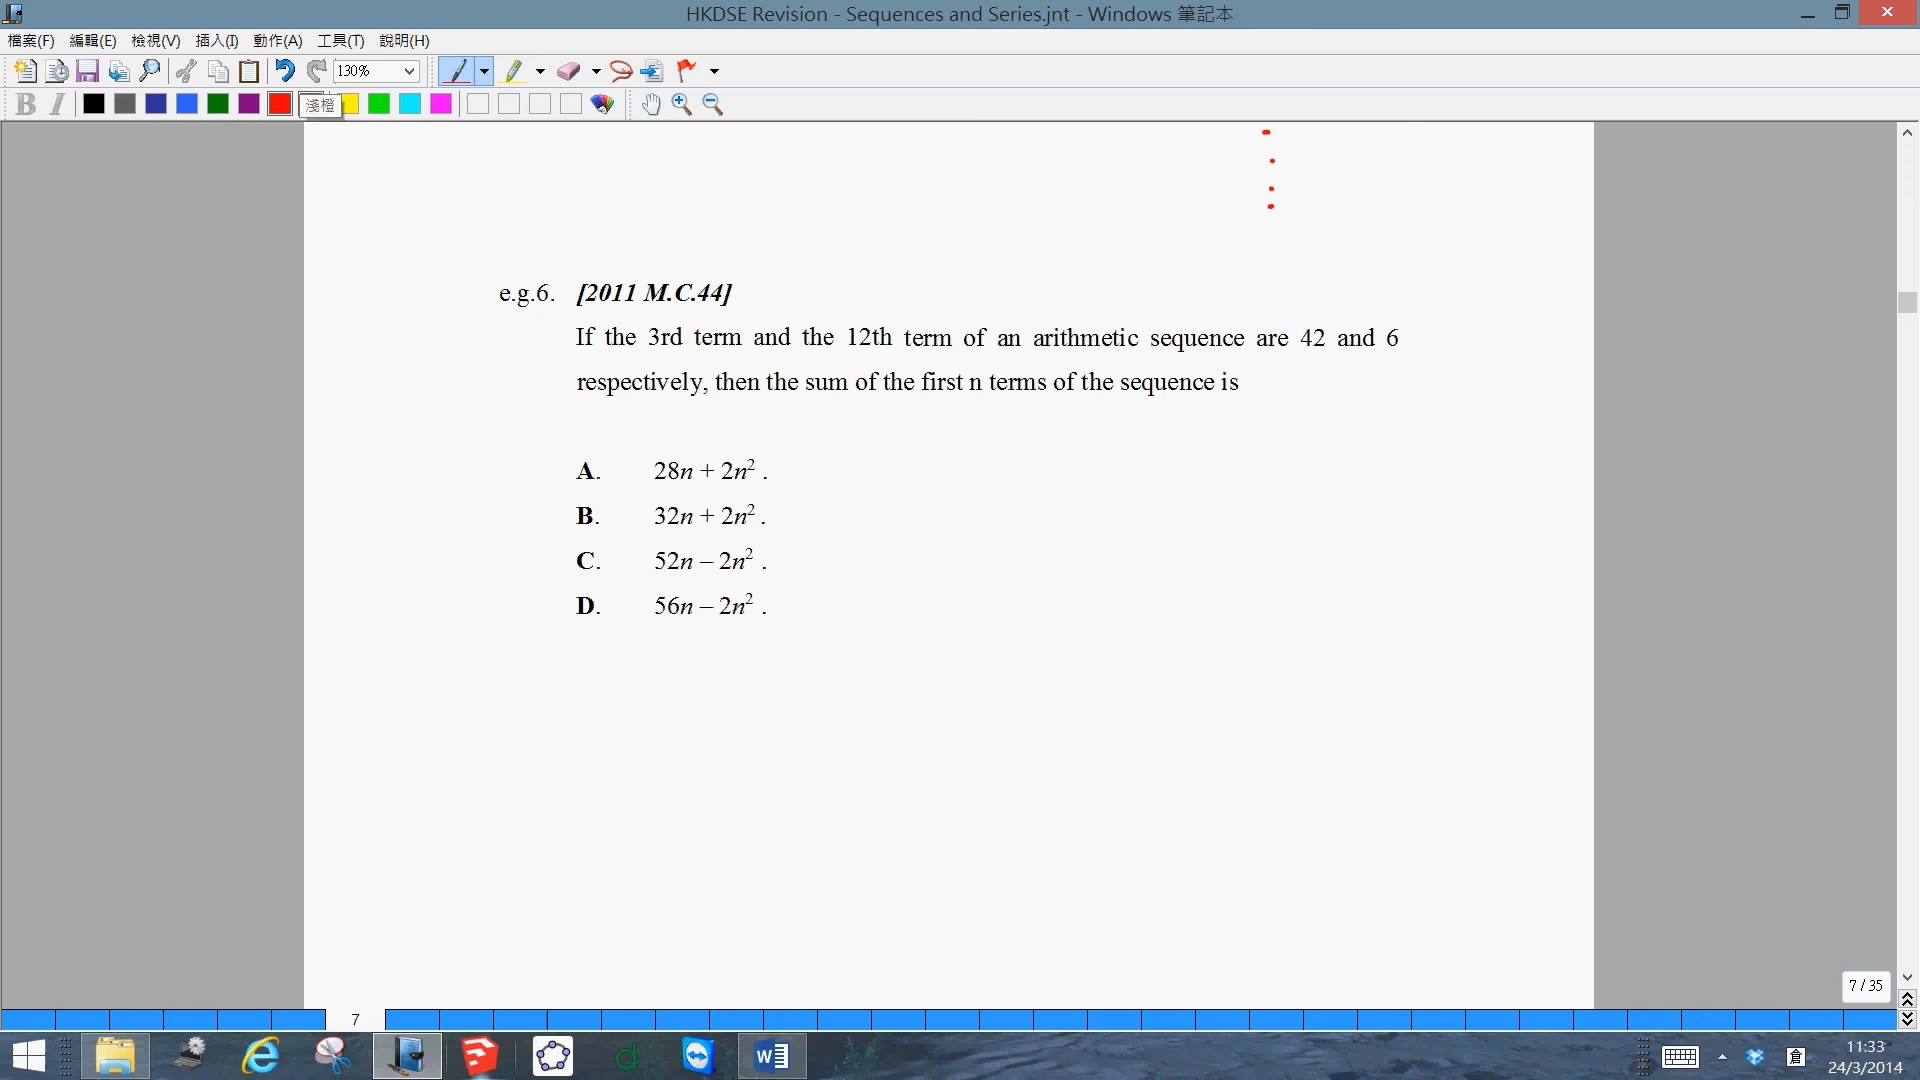 HKDSE Revision - Sequences and Series.jnt - Windows 筆記本
檔案(F) 編輯(E) 檢視(V) 插入(I) 動作(A) 工具(T) 說明(H)
130%
B I 淺橙
e.g.6. [2011 M.C.44]
If the 3rd term and the 12th term of an arithmetic sequence are 42 and 6
respectively, then the sum of the first n terms of the sequence is
A. 28n + 2n² .
B. 32n + 2n² .
C. 52n – 2n² .
D. 56n – 2n² .
7 / 35
7
11:33
24/3/2014